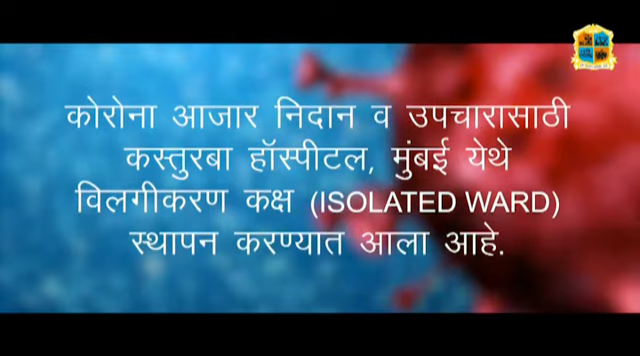 कोरोना आजार निदान व उपचारासाठी
कस्तुरबा हॉस्पीटल, मुंबई येथे
विलगीकरण कक्ष (ISOLATED WARD)
स्थापन करण्यात आला आहे.